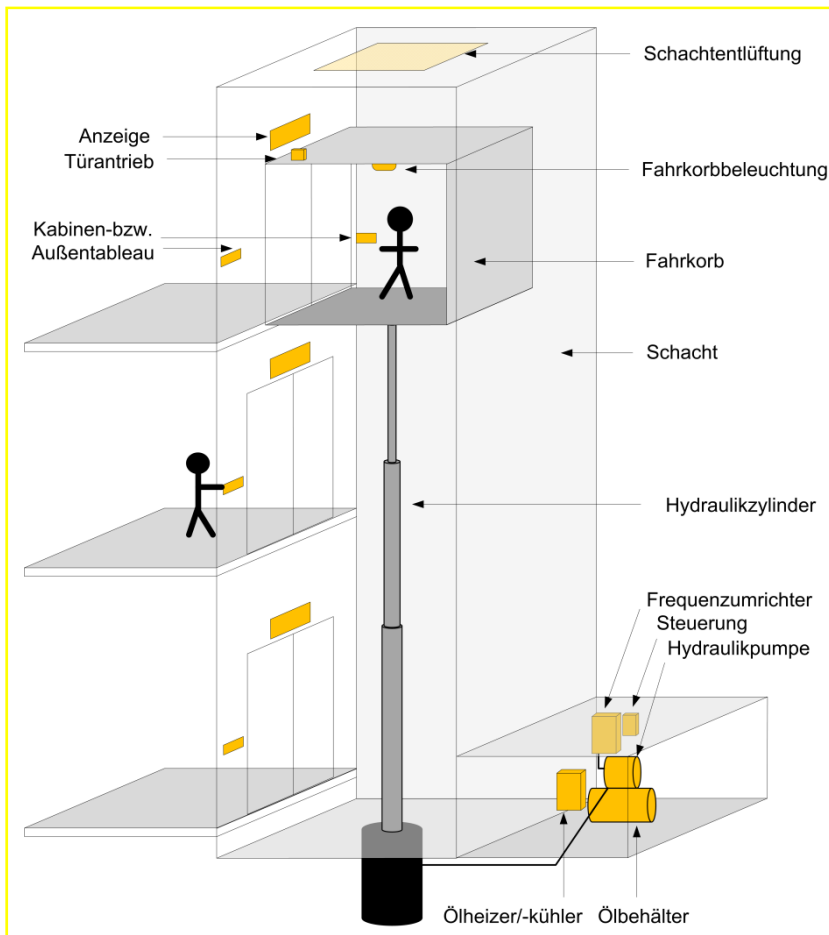 Schachtentlüftung
Anzeige
Türantrieb
Fahrkorbbeleuchtung
Kabinen-bzw.
Außentableau
Fahrkorb
Schacht
Hydraulikzylinder
Frequenzumrichter
Steuerung
Hydraulikpumpe
Ölheizer/-kühler
Ölbehälter